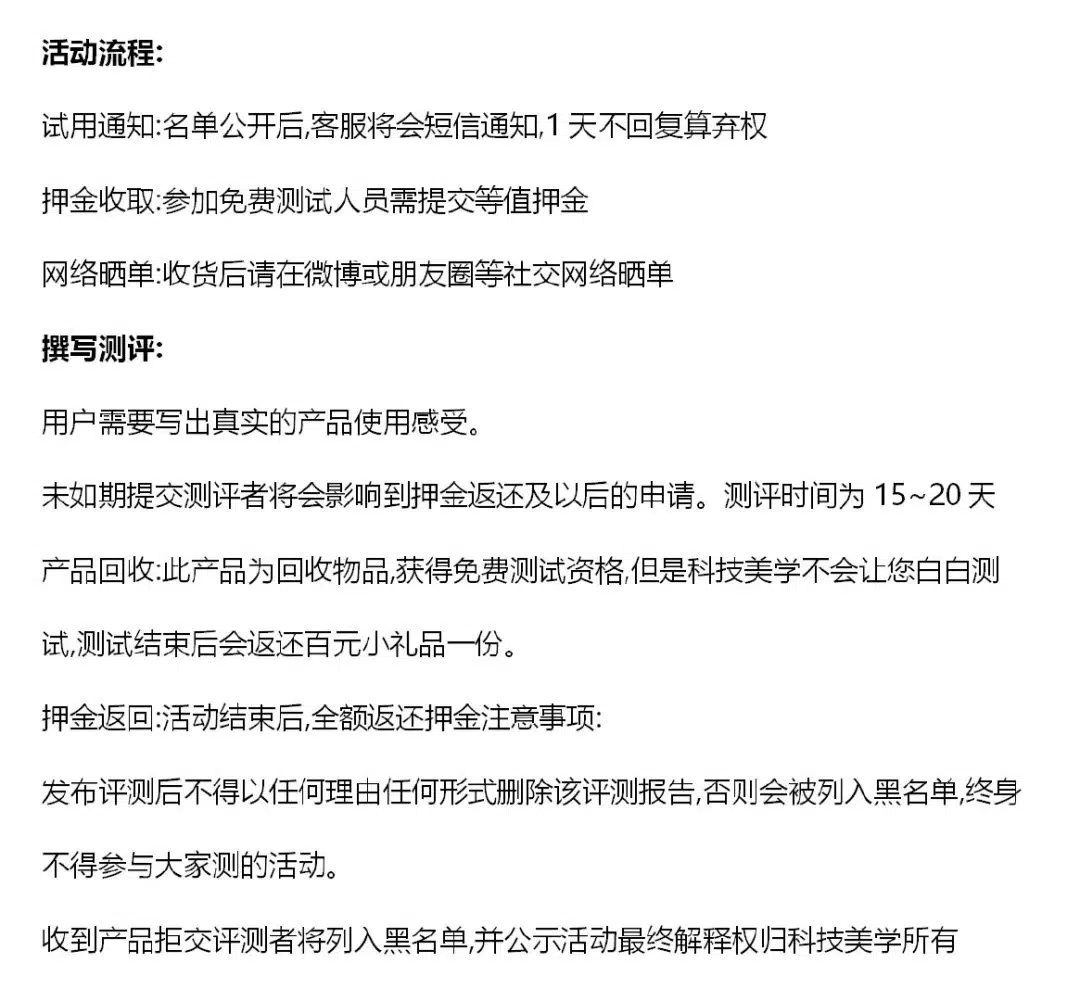 活动流程:
试用通知:名单公开后,客服将会短信通知,1 天不回复算弃权
押金收取:参加免费测试人员需提交等值押金
网络晒单:收货后请在微博或朋友圈等社交网络晒单
撰写测评:
用户需要写出真实的产品使用感受。
未如期提交测评者将会影响到押金返还及以后的申请。测评时间为 15~20 天
产品回收:此产品为回收物品,获得免费测试资格,但是科技美学不会让您白白测
试,测试结束后会返还百元小礼品一份。
押金返回:活动结束后,全额返还押金注意事项:
发布评测后不得以任何理由任何形式删除该评测报告,否则会被列入黑名单,终身
不得参与大家测的活动。
收到产品拒交评测者将列入黑名单,并公示活动最终解释权归科技美学所有